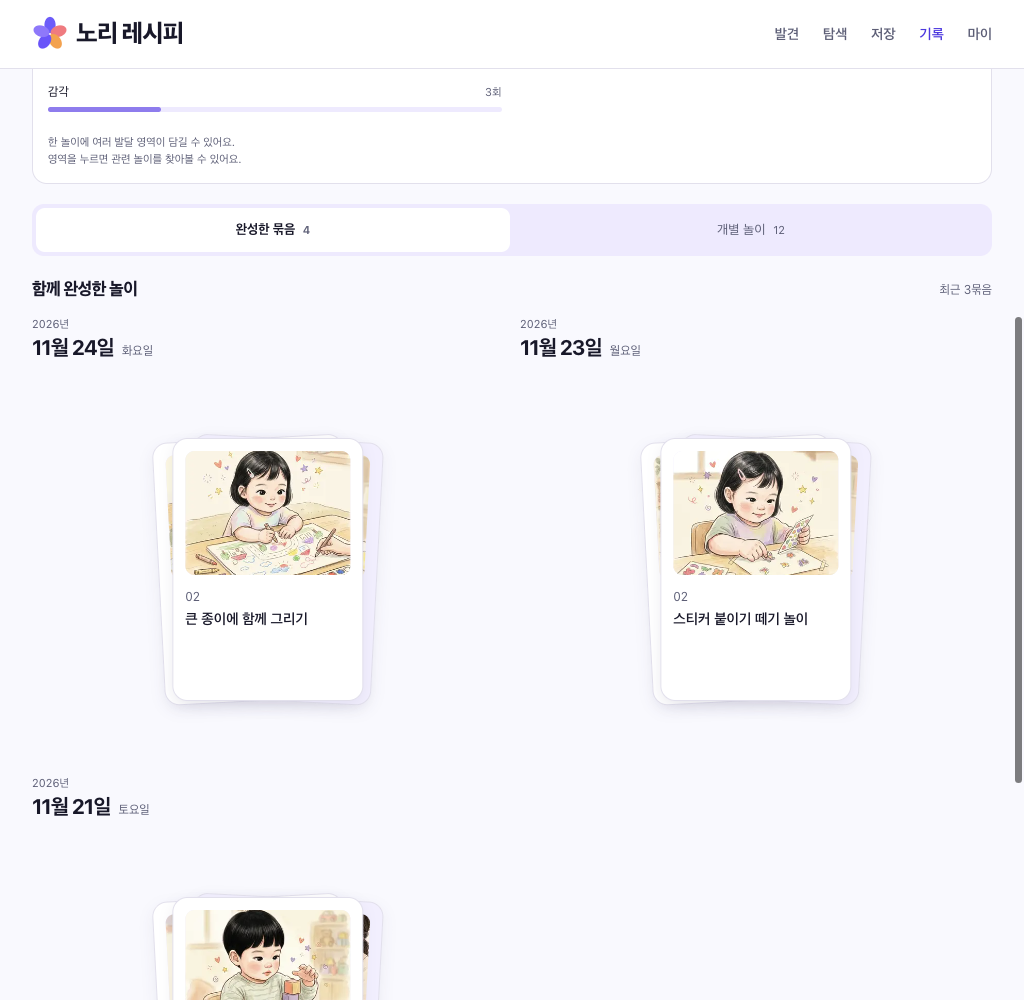 노리 레시피
발견
탐색
저장
기록
마이
감각
3회
한 놀이에 여러 발달 영역이 담길 수 있어요.
영역을 누르면 관련 놀이를 찾아볼 수 있어요.
완성한 묶음 4
개별 놀이 12
함께 완성한 놀이
최근 3묶음
2026년
11월 24일 화요일
02
큰 종이에 함께 그리기
2026년
11월 23일 월요일
02
스티커 붙이기 떼기 놀이
2026년
11월 21일 토요일